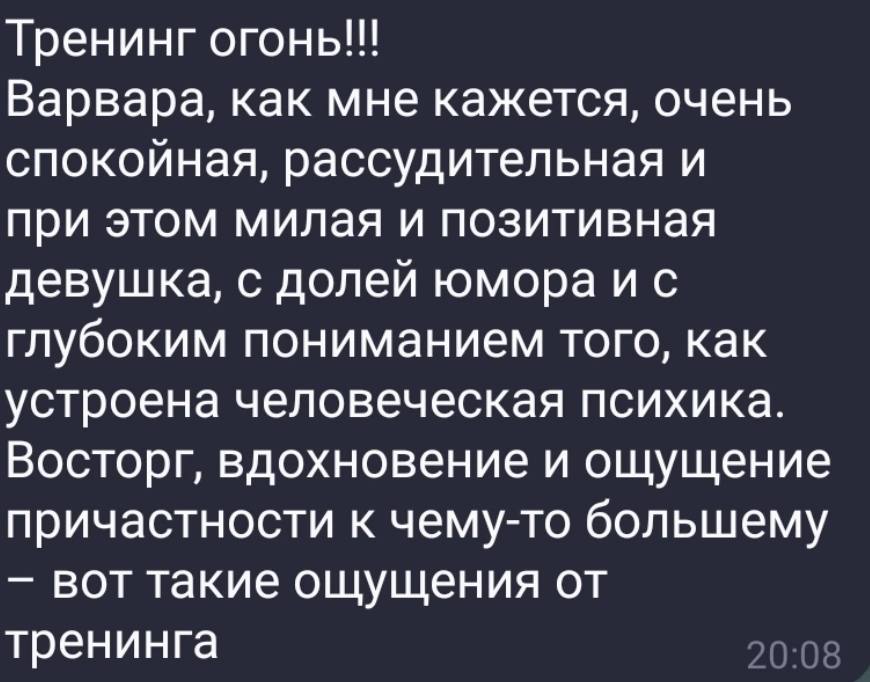 Тренинг огонь!!!
Варвара, как мне кажется, очень
спокойная, рассудительная и
при этом милая и позитивная
девушка, с долей юмора и с
глубоким пониманием того, как
устроена человеческая психика.
Восторг, вдохновение и ощущение
причастности к чему-то большему
– вот такие ощущения от
тренинга
20:08